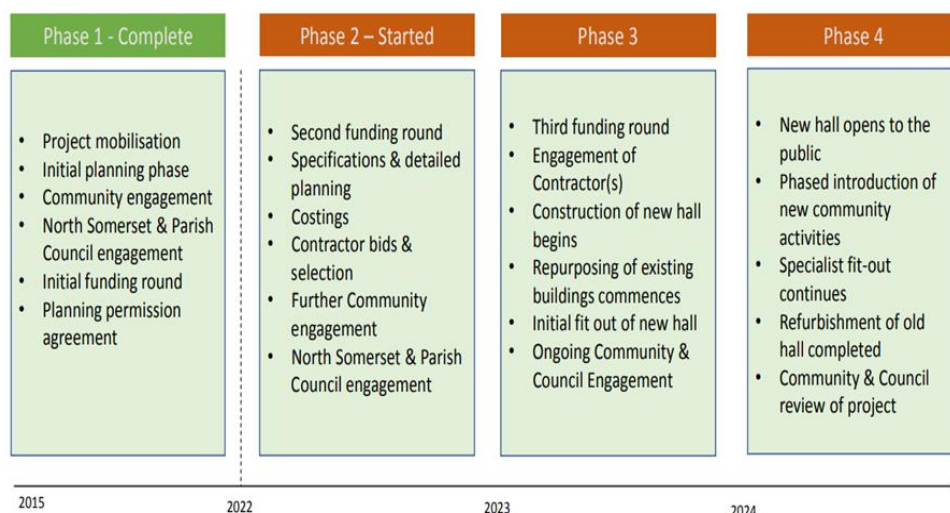 Phase 1 - Complete
• Project mobilisation
• Initial planning phase
• Community engagement
• North Somerset & Parish
Council engagement
• Initial funding round
• Planning permission
agreement
Phase 2 – Started
• Second funding round
• Specifications & detailed
planning
• Costings
• Contractor bids &
selection
• Further Community
engagement
• North Somerset & Parish
Council engagement
Phase 3
• Third funding round
• Engagement of
Contractor(s)
• Construction of new hall
begins
• Repurposing of existing
buildings commences
• Initial fit out of new hall
• Ongoing Community &
Council Engagement
Phase 4
• New hall opens to the
public
• Phased introduction of
new community
activities
• Specialist fit-out
continues
• Refurbishment of old
hall completed
• Community & Council
review of project
2015
2022
2023
2024